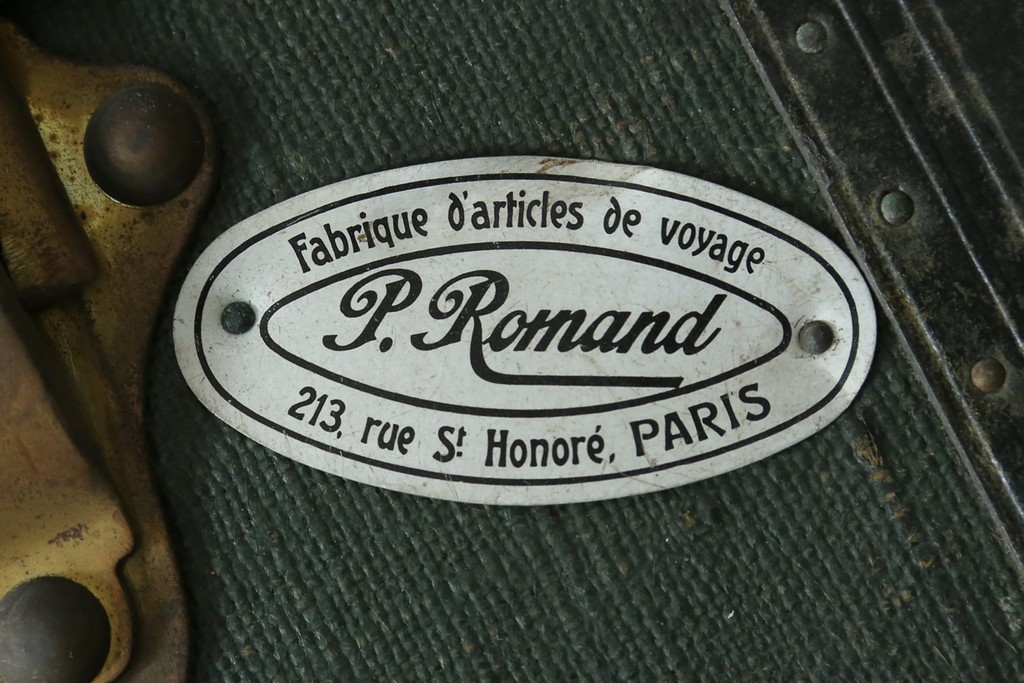 Fabrique d'articles de voyage
P. Romand
213, rue St Honoré, PARIS